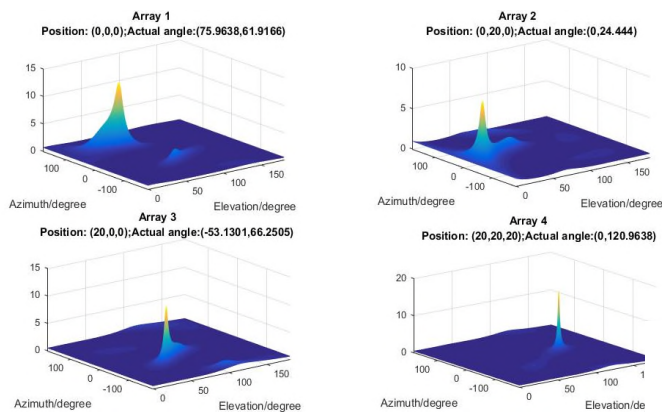 Array 1
Position: (0,0,0);Actual angle:(75.9638,61.9166)
15
10
5
0
100
0
-100
0
50
100
150
Azimuth/degree
Elevation/degree
Array 2
Position: (0,20,0);Actual angle:(0,24.444)
10
5
0
100
0
-100
0
50
100
150
Azimuth/degree
Elevation/degree
Array 3
Position: (20,0,0);Actual angle:(-53.1301,66.2505)
15
10
5
0
100
0
-100
0
50
100
150
Azimuth/degree
Elevation/degree
Array 4
Position: (20,20,20);Actual angle:(0,120.9638)
20
10
0
100
0
-100
0
50
100
1
Azimuth/degree
Elevation/de